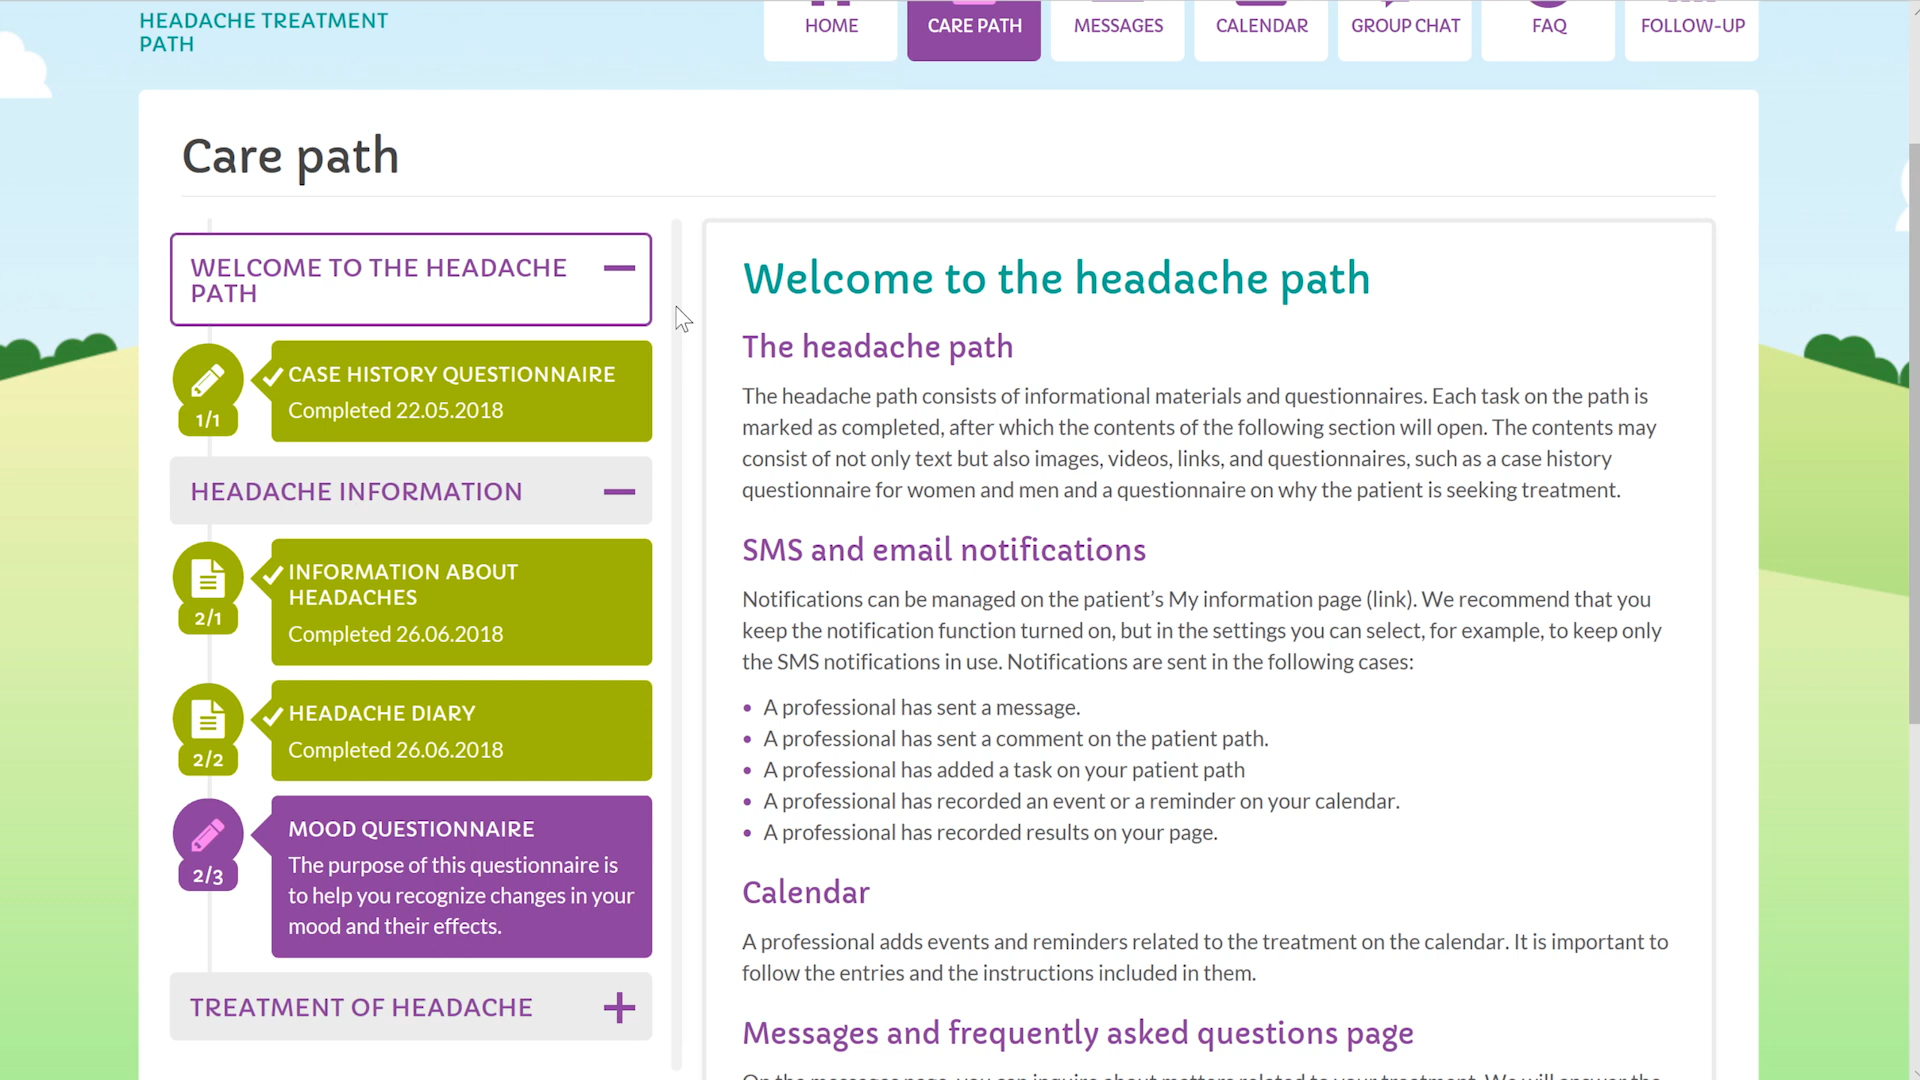 HEADACHE TREATMENT
PATH
HOME
CARE PATH
MESSAGES
CALENDAR
GROUP CHAT
FAQ
FOLLOW-UP
Care path
WELCOME TO THE HEADACHE
PATH
1/1
CASE HISTORY QUESTIONNAIRE
Completed 22.05.2018
HEADACHE INFORMATION
2/1
INFORMATION ABOUT
HEADACHES
Completed 26.06.2018
2/2
HEADACHE DIARY
Completed 26.06.2018
2/3
MOOD QUESTIONNAIRE
The purpose of this questionnaire is
to help you recognize changes in your
mood and their effects.
TREATMENT OF HEADACHE
Welcome to the headache path
The headache path
The headache path consists of informational materials and questionnaires. Each task on the path is
marked as completed, after which the contents of the following section will open. The contents may
consist of not only text but also images, videos, links, and questionnaires, such as a case history
questionnaire for women and men and a questionnaire on why the patient is seeking treatment.
SMS and email notifications
Notifications can be managed on the patient’s My information page (link). We recommend that you
keep the notification function turned on, but in the settings you can select, for example, to keep only
the SMS notifications in use. Notifications are sent in the following cases:
• A professional has sent a message.
• A professional has sent a comment on the patient path.
• A professional has added a task on your patient path
• A professional has recorded an event or a reminder on your calendar.
• A professional has recorded results on your page.
Calendar
A professional adds events and reminders related to the treatment on the calendar. It is important to
follow the entries and the instructions included in them.
Messages and frequently asked questions page